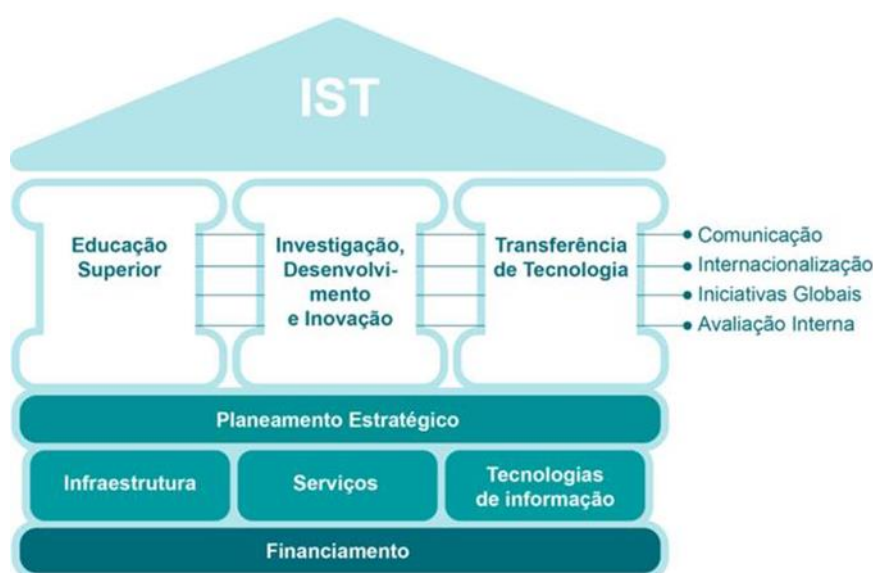 IST
Educação
Superior
Investigação,
Desenvolvi-
mento
e Inovação
Transferência
de Tecnologia
Comunicação
Internacionalização
Iniciativas Globais
Avaliação Interna
Planeamento Estratégico
Infraestrutura
Serviços
Tecnologias
de informação
Financiamento